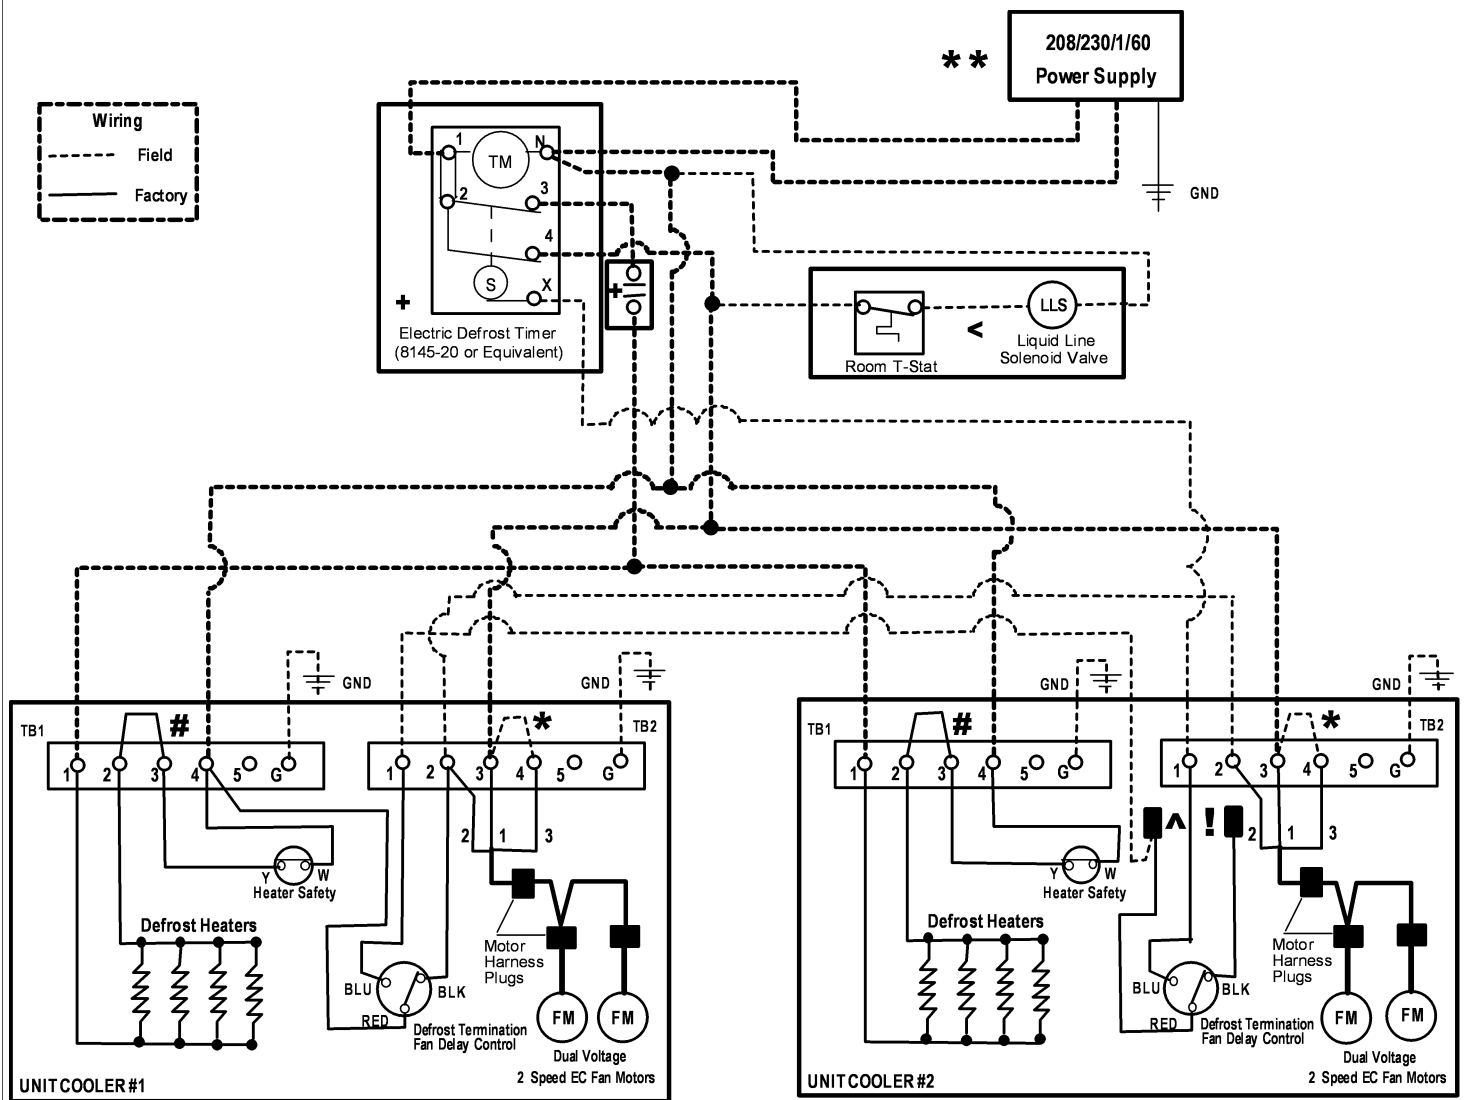 208/230/1/60
Power Supply
**
GND
Wiring
Field
Factory
1
TM
N
2
3
4
S
X
+
+
Electric Defrost Timer
(8145-20 or Equivalent)
LLS
<
Room T-Stat
Liquid Line
Solenoid Valve
GND
GND
GND
GND
TB1
#
*
TB2
TB1
#
*
TB2
1
2
3
4
5
G
1
2
3
4
5
G
1
2
3
4
5
G
1
2
3
4
5
G
2
1
3
^
!
2
1
3
Y
W
Heater Safety
Y
W
Heater Safety
Defrost Heaters
Defrost Heaters
Motor
Harness
Plugs
Motor
Harness
Plugs
BLU
BLK
RED
BLU
BLK
RED
FM
FM
FM
FM
Defrost Termination
Fan Delay Control
Defrost Termination
Fan Delay Control
Dual Voltage
2 Speed EC Fan Motors
Dual Voltage
2 Speed EC Fan Motors
UNIT COOLER #1
UNIT COOLER #2